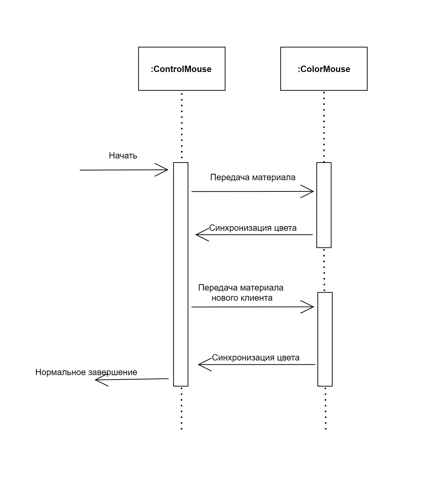 :ControlMouse
:ColorMouse
Начать
Передача материала
Синхронизация цвета
Передача материала
нового клиента
Синхронизация цвета
Нормальное завершение